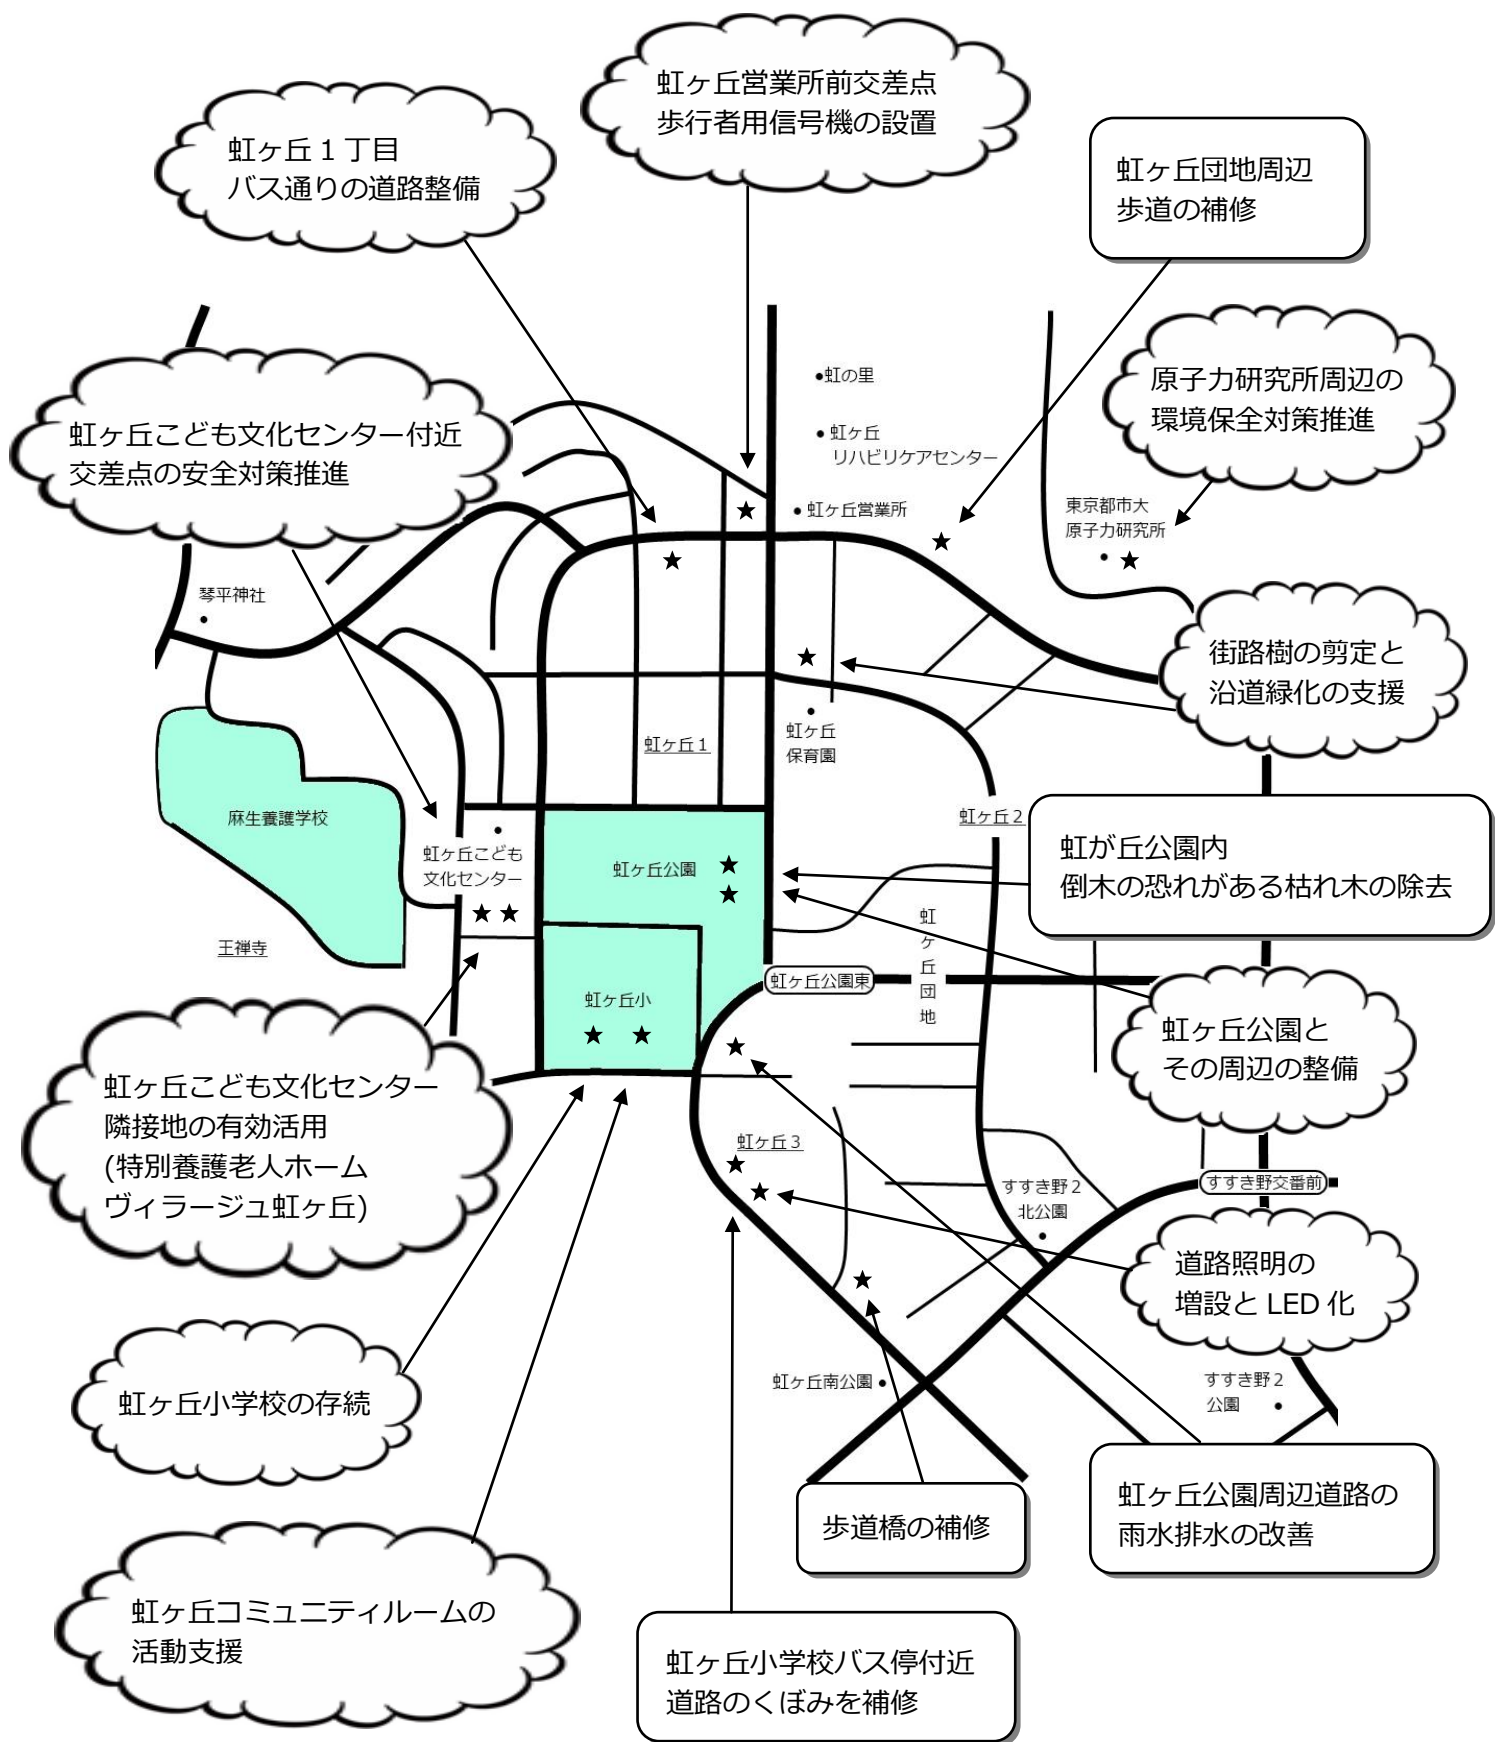 虹ヶ丘営業所前交差点
歩行者用信号機の設置
虹ヶ丘1丁目
バス通りの道路整備
虹ヶ丘団地周辺
歩道の補修
原子力研究所周辺の
環境保全対策推進
虹ヶ丘こども文化センター付近
交差点の安全対策推進
●虹の里
●虹ヶ丘
リハビリケアセンター
●虹ヶ丘営業所
東京都市大
原子力研究所
琴平神社
街路樹の剪定と
沿道緑化の支援
虹ヶ丘1
虹ヶ丘
保育園
麻生養護学校
虹ヶ丘こども
文化センター
虹ヶ丘公園
虹ヶ丘2
虹が丘公園内
倒木の恐れがある枯れ木の除去
王禅寺
虹ヶ丘団地
虹ヶ丘公園東
虹ヶ丘小
虹ヶ丘公園と
その周辺の整備
虹ヶ丘こども文化センター
隣接地の有効活用
(特別養護老人ホーム
ヴィラージュ虹ヶ丘)
虹ヶ丘3
すすき野2
北公園
すすき野交番前
道路照明の
増設とLED化
虹ヶ丘小学校の存続
虹ヶ丘南公園●
すすき野2
公園
歩道橋の補修
虹ヶ丘公園周辺道路の
雨水排水の改善
虹ヶ丘コミュニティルームの
活動支援
虹ヶ丘小学校バス停付近
道路のくぼみを補修